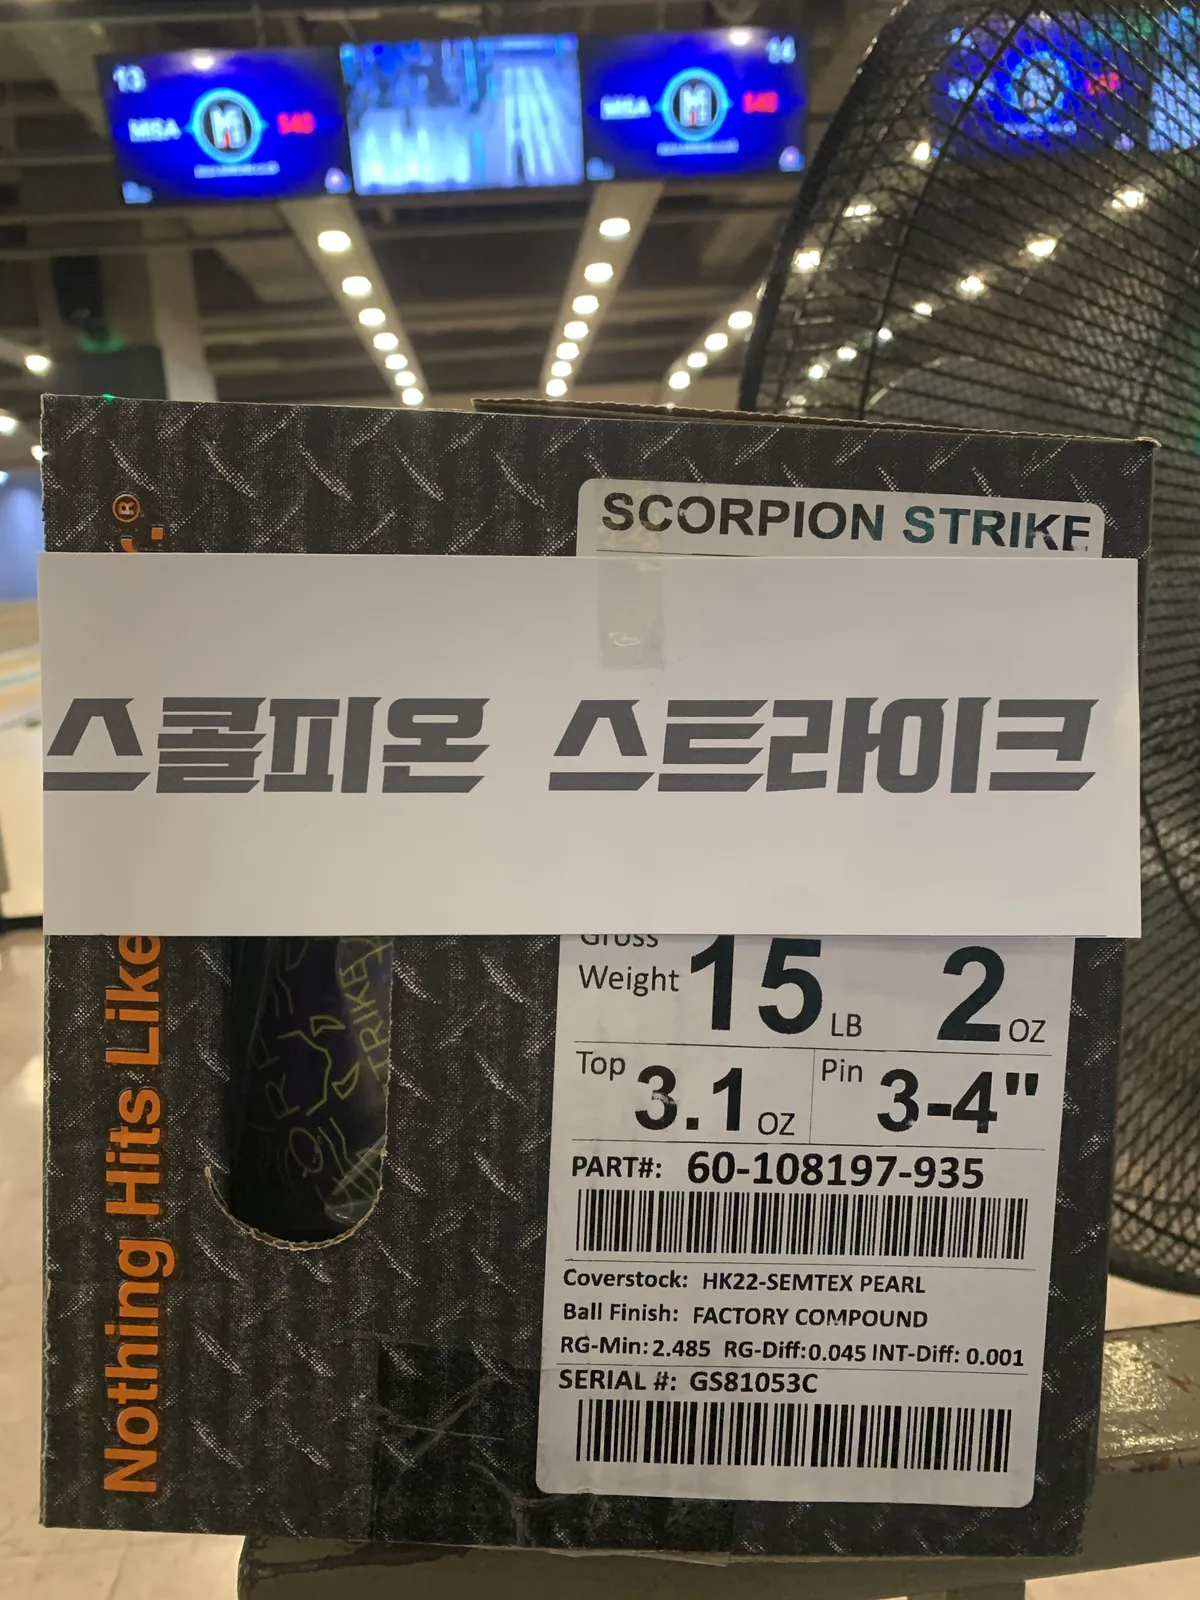 13
MISA
140
14
MISA
140
SCORPION STRIKE
스콜피온 스트라이크
Nothing Hits Like
Gross Weight 15 LB 2 OZ
Top 3.1 OZ Pin 3-4"
PART#: 60-108197-935
Coverstock: HK22-SEMTEX PEARL
Ball Finish: FACTORY COMPOUND
RG-Min: 2.485 RG-Diff: 0.045 INT-Diff: 0.001
SERIAL #: GS81053C
TRIKE